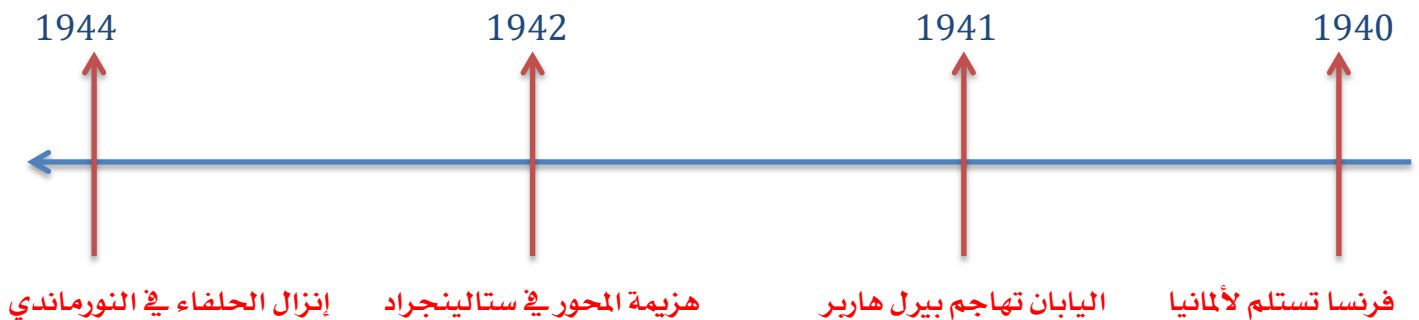 1940 1941 1942 1944
فرنسا تستلم لألمانيا اليابان تهاجم بيرل هاربر هزيمة المحور في ستالينجراد إنزال الحلفاء في النورماندي